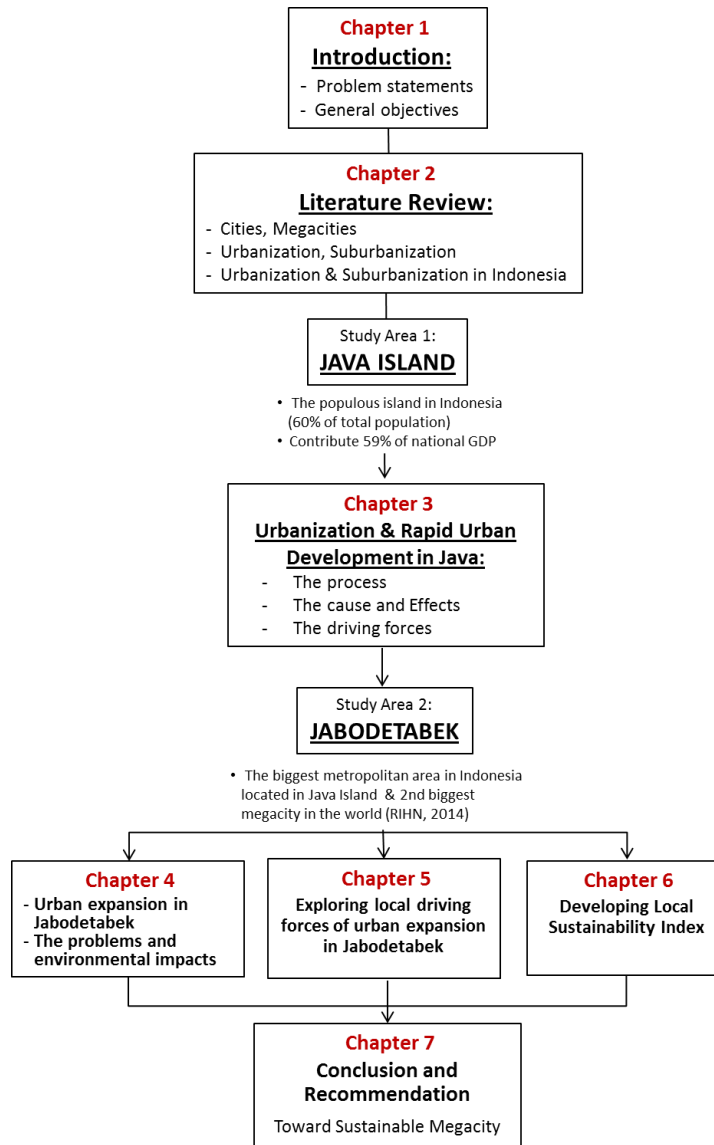 Chapter 1
Introduction:
- Problem statements
- General objectives
Chapter 2
Literature Review:
- Cities, Megacities
- Urbanization, Suburbanization
- Urbanization & Suburbanization in Indonesia
Study Area 1:
JAVA ISLAND
• The populous island in Indonesia
(60% of total population)
• Contribute 59% of national GDP
Chapter 3
Urbanization & Rapid Urban
Development in Java:
- The process
- The cause and Effects
- The driving forces
Study Area 2:
JABODETABEK
• The biggest metropolitan area in Indonesia
located in Java Island & 2nd biggest
megacity in the world (RIHN, 2014)
Chapter 4
- Urban expansion in
Jabodetabek
- The problems and
environmental impacts
Chapter 5
Exploring local driving
forces of urban expansion
in Jabodetabek
Chapter 6
Developing Local
Sustainability Index
Chapter 7
Conclusion and
Recommendation
Toward Sustainable Megacity